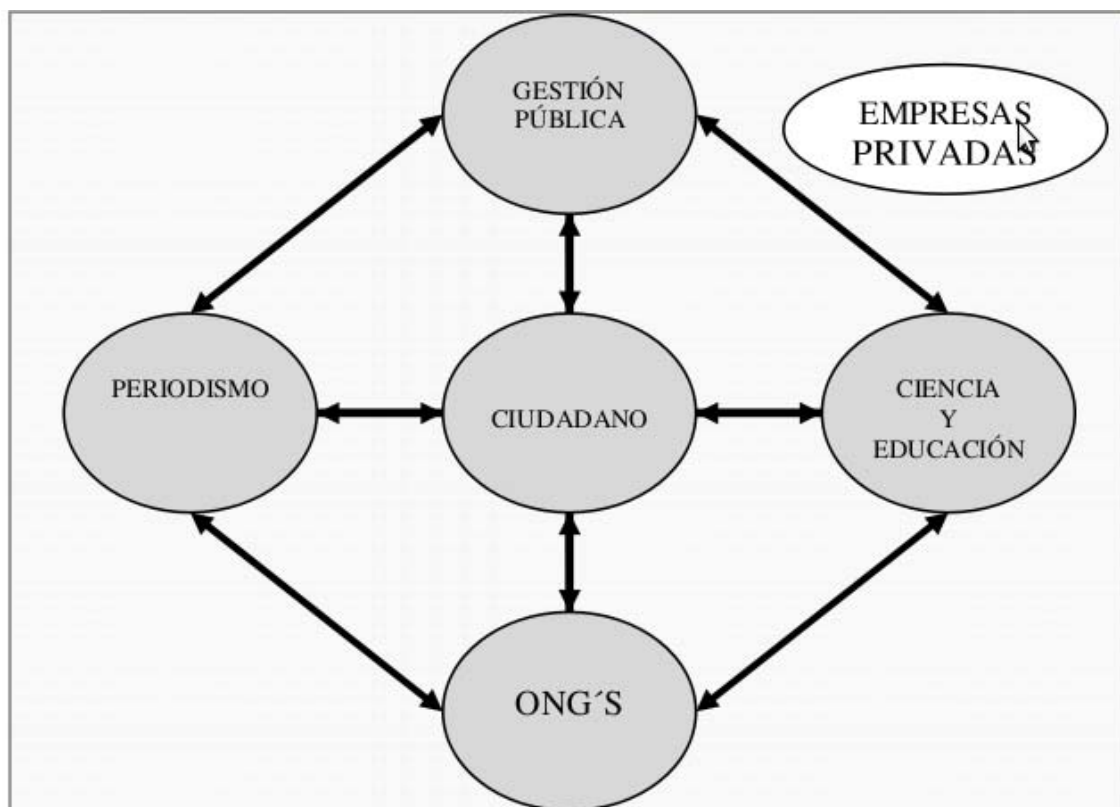 GESTIÓN
PÚBLICA
EMPRESAS
PRIVADAS
PERIODISMO
CIUDADANO
CIENCIA
Y
EDUCACIÓN
ONG´S